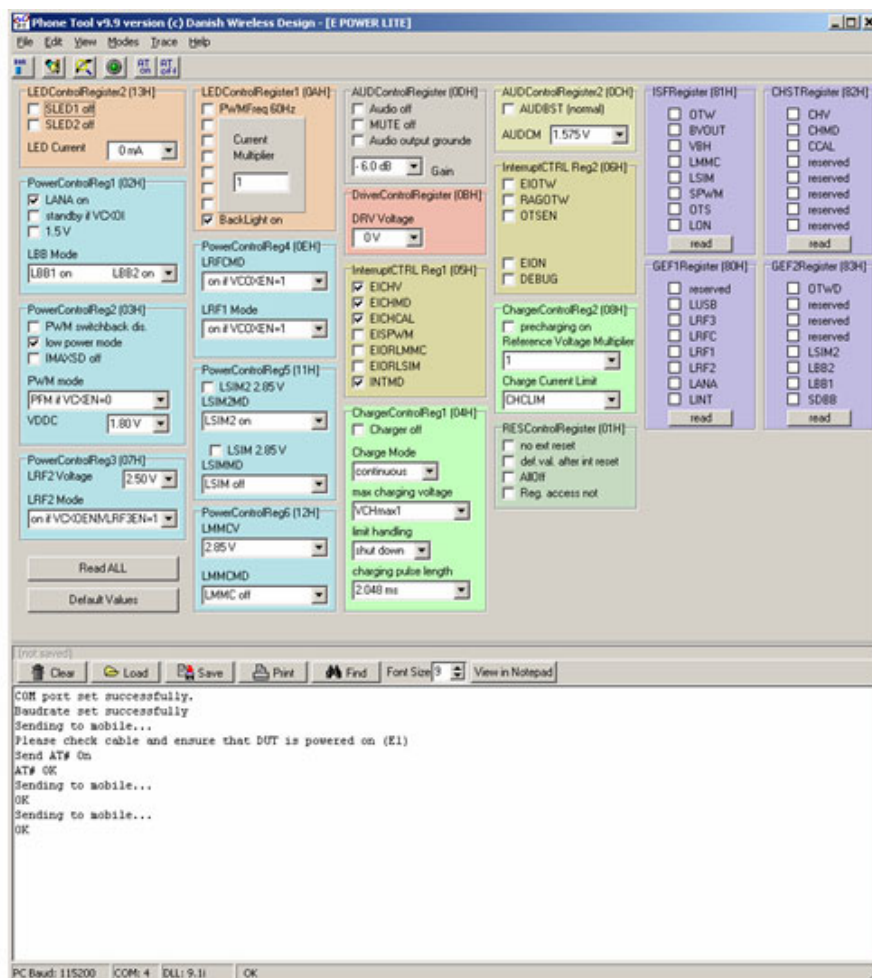 Phone Tool v9.9 version (c) Danish Wireless Design - [E POWER LITE]
File Edit View Modes Trace Help
AT on AT off
LEDControlRegister2 (13H)
SLED1 off
SLED2 off
LED Current 0 mA
PowerControlReg1 (02H)
LANA on
standby if VCXO!
1.5 V
LBB Mode
LBB1 on LBB2 on
PowerControlReg2 (03H)
PWM switchback dis.
low power mode
IMAXSD off
PWM mode
PFM if VCXEN=0
VDDC 1.80 V
PowerControlReg3 (07H)
LRF2 Voltage 2.50 V
LRF2 Mode
on if VCXOEN/LRF3EN=1
Read ALL
Default Values
LEDControlRegister1 (0AH)
PWMFreq 60Hz
Current
Multiplier
1
BackLight on
PowerControlReg4 (0EH)
LRFCMD
on if VCOXEN=1
LRF1 Mode
on if VCOXEN=1
PowerControlReg5 (11H)
LSIM2 2.85 V
LSIM2MD
LSIM2 on
LSIM 2.85 V
LSIMMD
LSIM off
PowerControlReg6 (12H)
LMMCV
2.85 V
LMMCMD
LMMC off
AUDControlRegister (0DH)
Audio off
MUTE off
Audio output grounde
- 6.0 dB Gain
DriverControlRegister (0BH)
DRV Voltage
0 V
InterruptCTRL Reg1 (05H)
EICHV
EICHMD
EICHCAL
EISPWM
EIORLMMC
EIORLSIM
INTMD
ChargerControlReg1 (04H)
Charger off
Charge Mode
continuous
max charging voltage
VCHmax1
limit handling
shut down
charging pulse length
2.048 ms
AUDControlRegister2 (0CH)
AUDBST (normal)
AUDCM 1.575 V
InterruptCTRL Reg2 (06H)
EIOTW
RAGOTW
OTSEN
EION
DEBUG
ChargerControlReg2 (08H)
precharging on
Reference Voltage Multiplier
1
Charge Current Limit
CHCLIM
RESControlRegister (01H)
no ext reset
def.val. after int reset
AllOff
Reg. access not
ISFRegister (81H)
OTW
BVOUT
VBH
LMMC
LSIM
SPWM
OTS
LON
read
GEF1Register (80H)
reserved
LUSB
LRF3
LRFC
LRF1
LRF2
LANA
LINT
read
CHSTRegister (82H)
CHV
CHMD
CCAL
reserved
reserved
reserved
reserved
reserved
read
GEF2Register (83H)
OTWD
reserved
reserved
reserved
LSIM2
LBB2
LBB1
SDBB
read
[not saved]
Clear Load Save Print Find Font Size 9 View in Notepad
COM port set successfully.
Baudrate set successfully
Sending to mobile...
Please check cable and ensure that DUT is powered on (E1)
Send AT# On
AT# OK
Sending to mobile...
OK
Sending to mobile...
OK
PC Baud: 115200 COM: 4 DLL: 9.1i OK